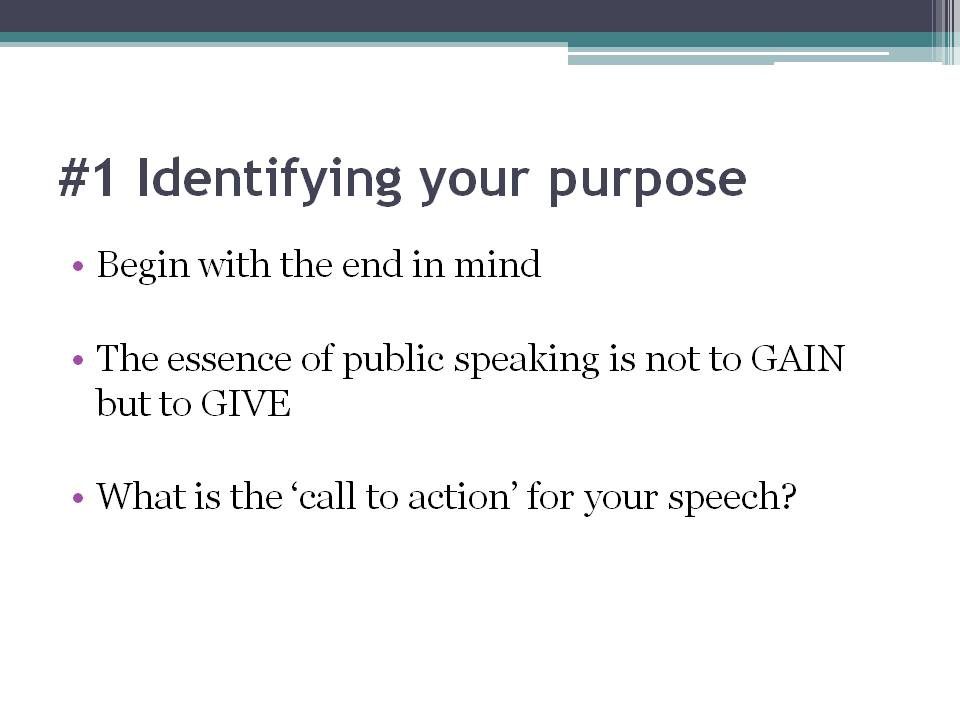 #1 Identifying your purpose
• Begin with the end in mind
• The essence of public speaking is not to GAIN
but to GIVE
• What is the ‘call to action’ for your speech?